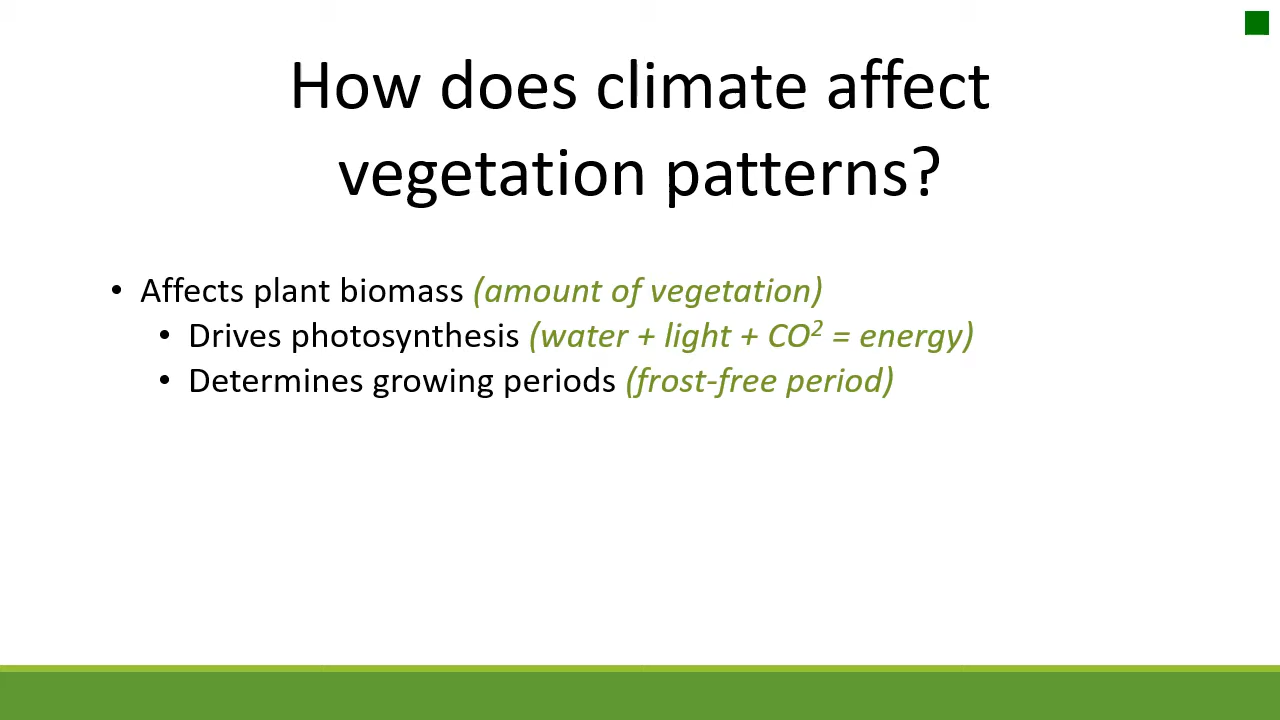 How does climate affect
vegetation patterns?
• Affects plant biomass (amount of vegetation)
• Drives photosynthesis (water + light + CO² = energy)
• Determines growing periods (frost-free period)